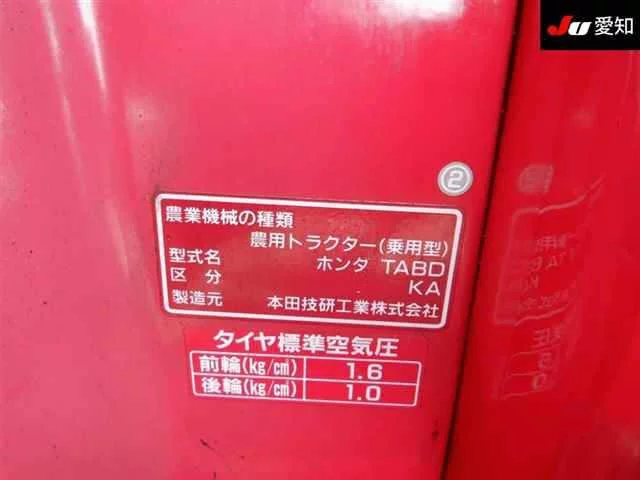 JU 愛知
②
農業機械の種類
農用トラクター(乗用型)
型式名 ホンダ TABD
区分 KA
製造元 本田技研工業株式会社
タイヤ標準空気圧
前輪(kg/c㎡) 1.6
後輪(kg/c㎡) 1.0